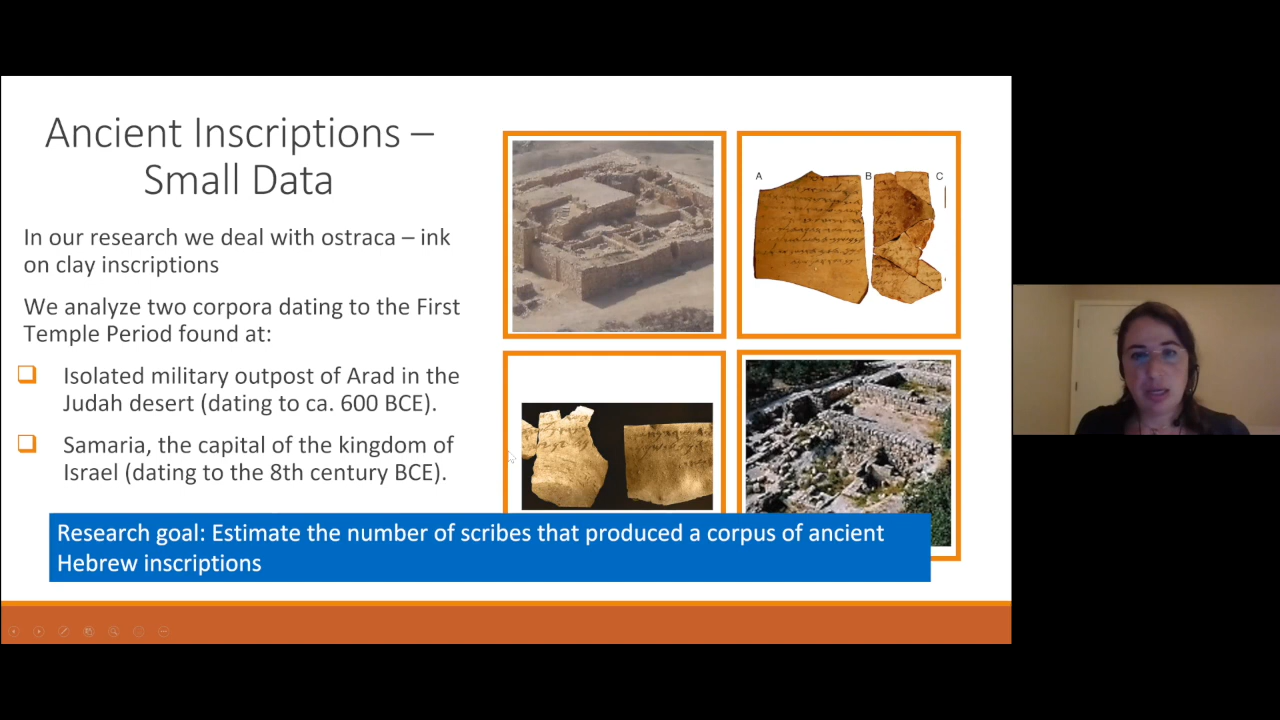 Ancient Inscriptions –
Small Data
In our research we deal with ostraca – ink
on clay inscriptions
We analyze two corpora dating to the First
Temple Period found at:
Isolated military outpost of Arad in the
Judah desert (dating to ca. 600 BCE).
Samaria, the capital of the kingdom of
Israel (dating to the 8th century BCE).
A B C
Research goal: Estimate the number of scribes that produced a corpus of ancient
Hebrew inscriptions